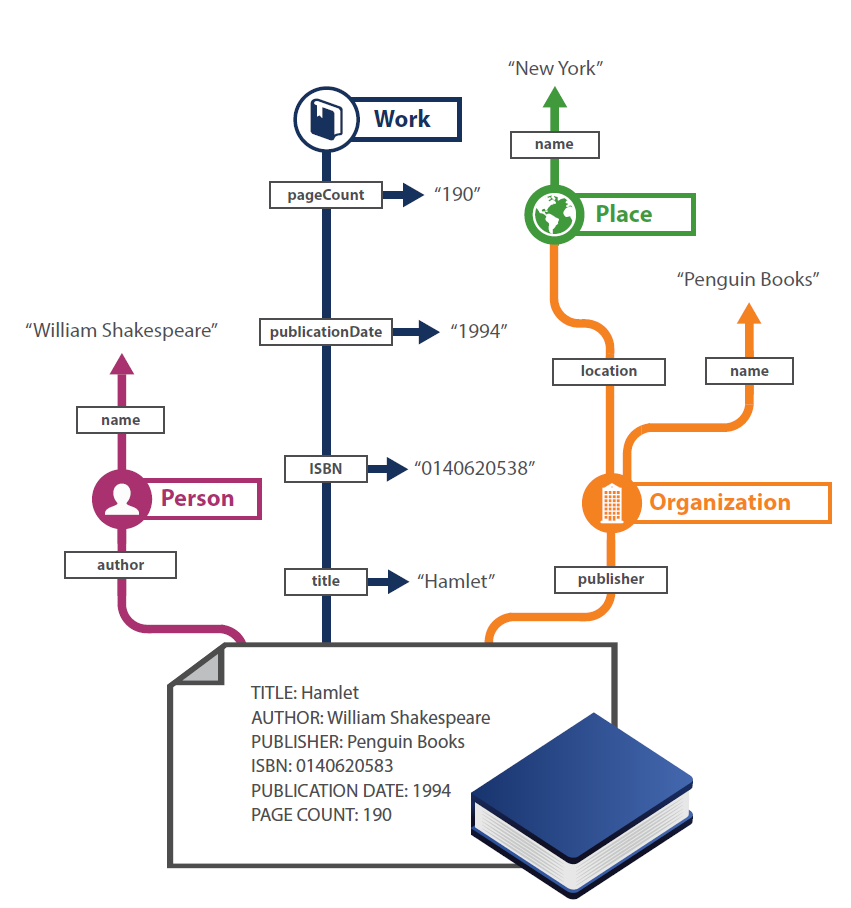 “New York”
Work
name
pageCount
“190”
Place
“Penguin Books”
“William Shakespeare”
publicationDate
“1994”
location
name
name
ISBN
“0140620538”
Person
Organization
author
title
“Hamlet”
publisher
TITLE: Hamlet
AUTHOR: William Shakespeare
PUBLISHER: Penguin Books
ISBN: 0140620583
PUBLICATION DATE: 1994
PAGE COUNT: 190